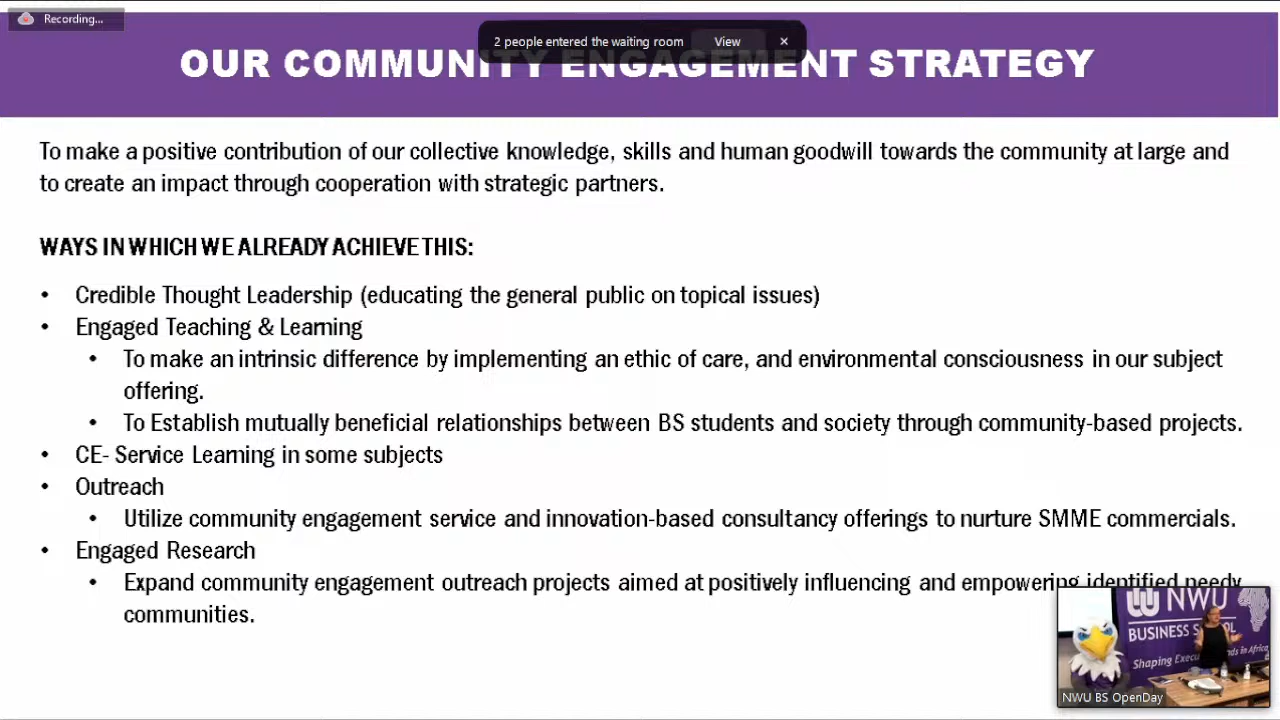 Recording...
2 people entered the waiting room View ×
OUR COMMUNITY ENGAGEMENT STRATEGY
To make a positive contribution of our collective knowledge, skills and human goodwill towards the community at large and
to create an impact through cooperation with strategic partners.
WAYS IN WHICH WE ALREADY ACHIEVE THIS:
• Credible Thought Leadership (educating the general public on topical issues)
• Engaged Teaching & Learning
• To make an intrinsic difference by implementing an ethic of care, and environmental consciousness in our subject
offering.
• To Establish mutually beneficial relationships between BS students and society through community-based projects.
• CE- Service Learning in some subjects
• Outreach
• Utilize community engagement service and innovation-based consultancy offerings to nurture SMME commercials.
• Engaged Research
• Expand community engagement outreach projects aimed at positively influencing and empowering identified needy
communities.
NWU
BUSINESS
Shaping in Africa
NWU BS OpenDay